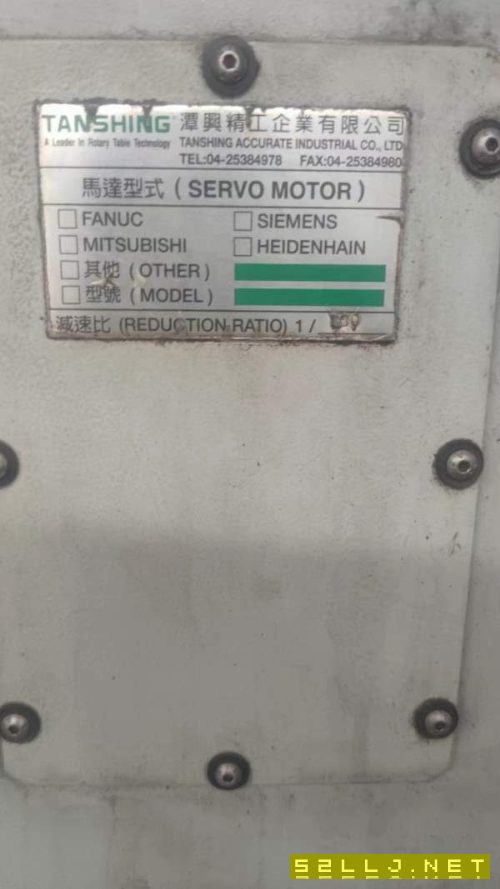 TANSHING 潭興精工企業有限公司
A Leader In Rotary Table Technology TANSHING ACCURATE INDUSTRIAL CO., LTD
TEL:04-25384978 FAX:04-25384980
馬達型式 ( SERVO MOTOR )
FANUC SIEMENS
MITSUBISHI HEIDENHAIN
其他 (OTHER)
型號 (MODEL)
減速比 (REDUCTION RATIO) 1 /
52LLJ.NET